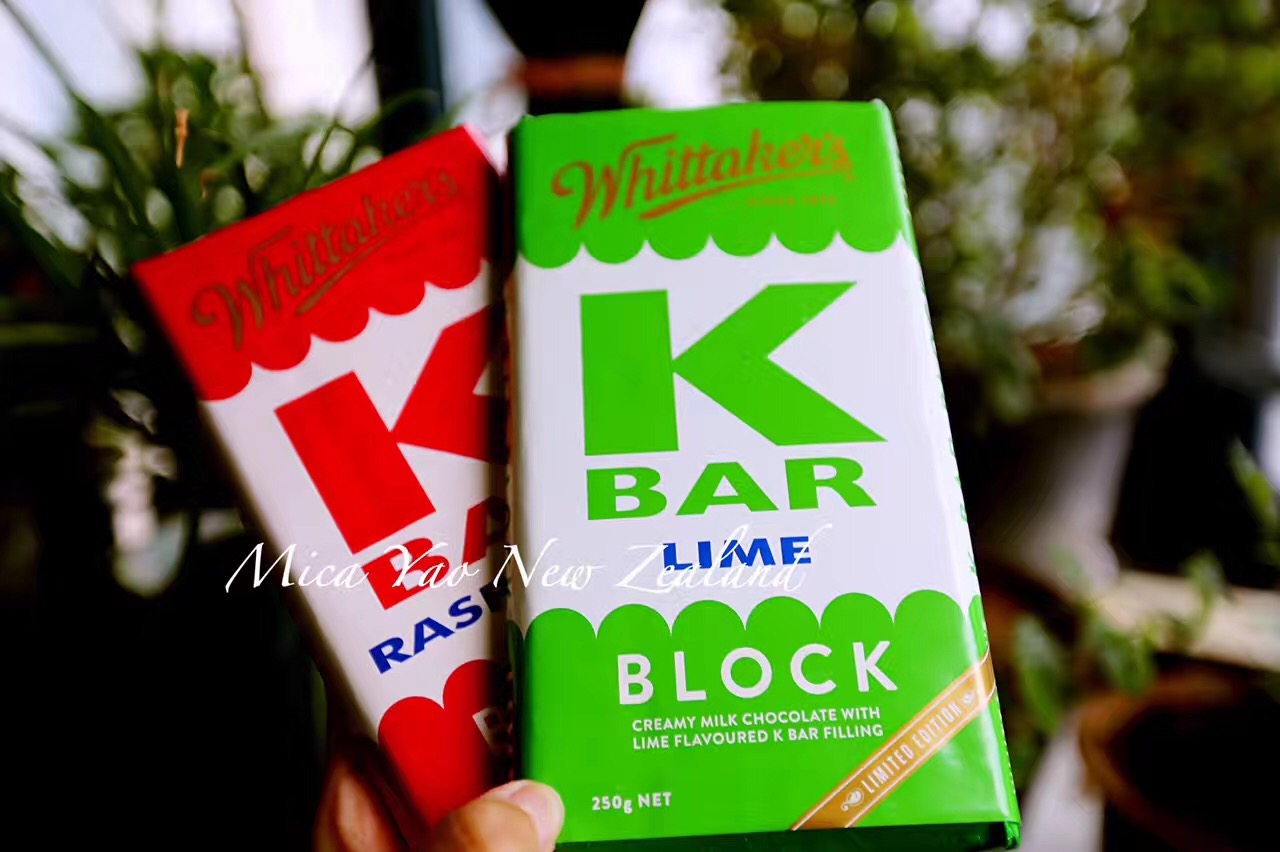 Whittaker's
K
BA
RAS
Whittaker's
K
BAR
LIME
BLOCK
CREAMY MILK CHOCOLATE WITH
LIME FLAVOURED K BAR FILLING
250g NET
LIMITED EDITION
Mica Yao New Zealand